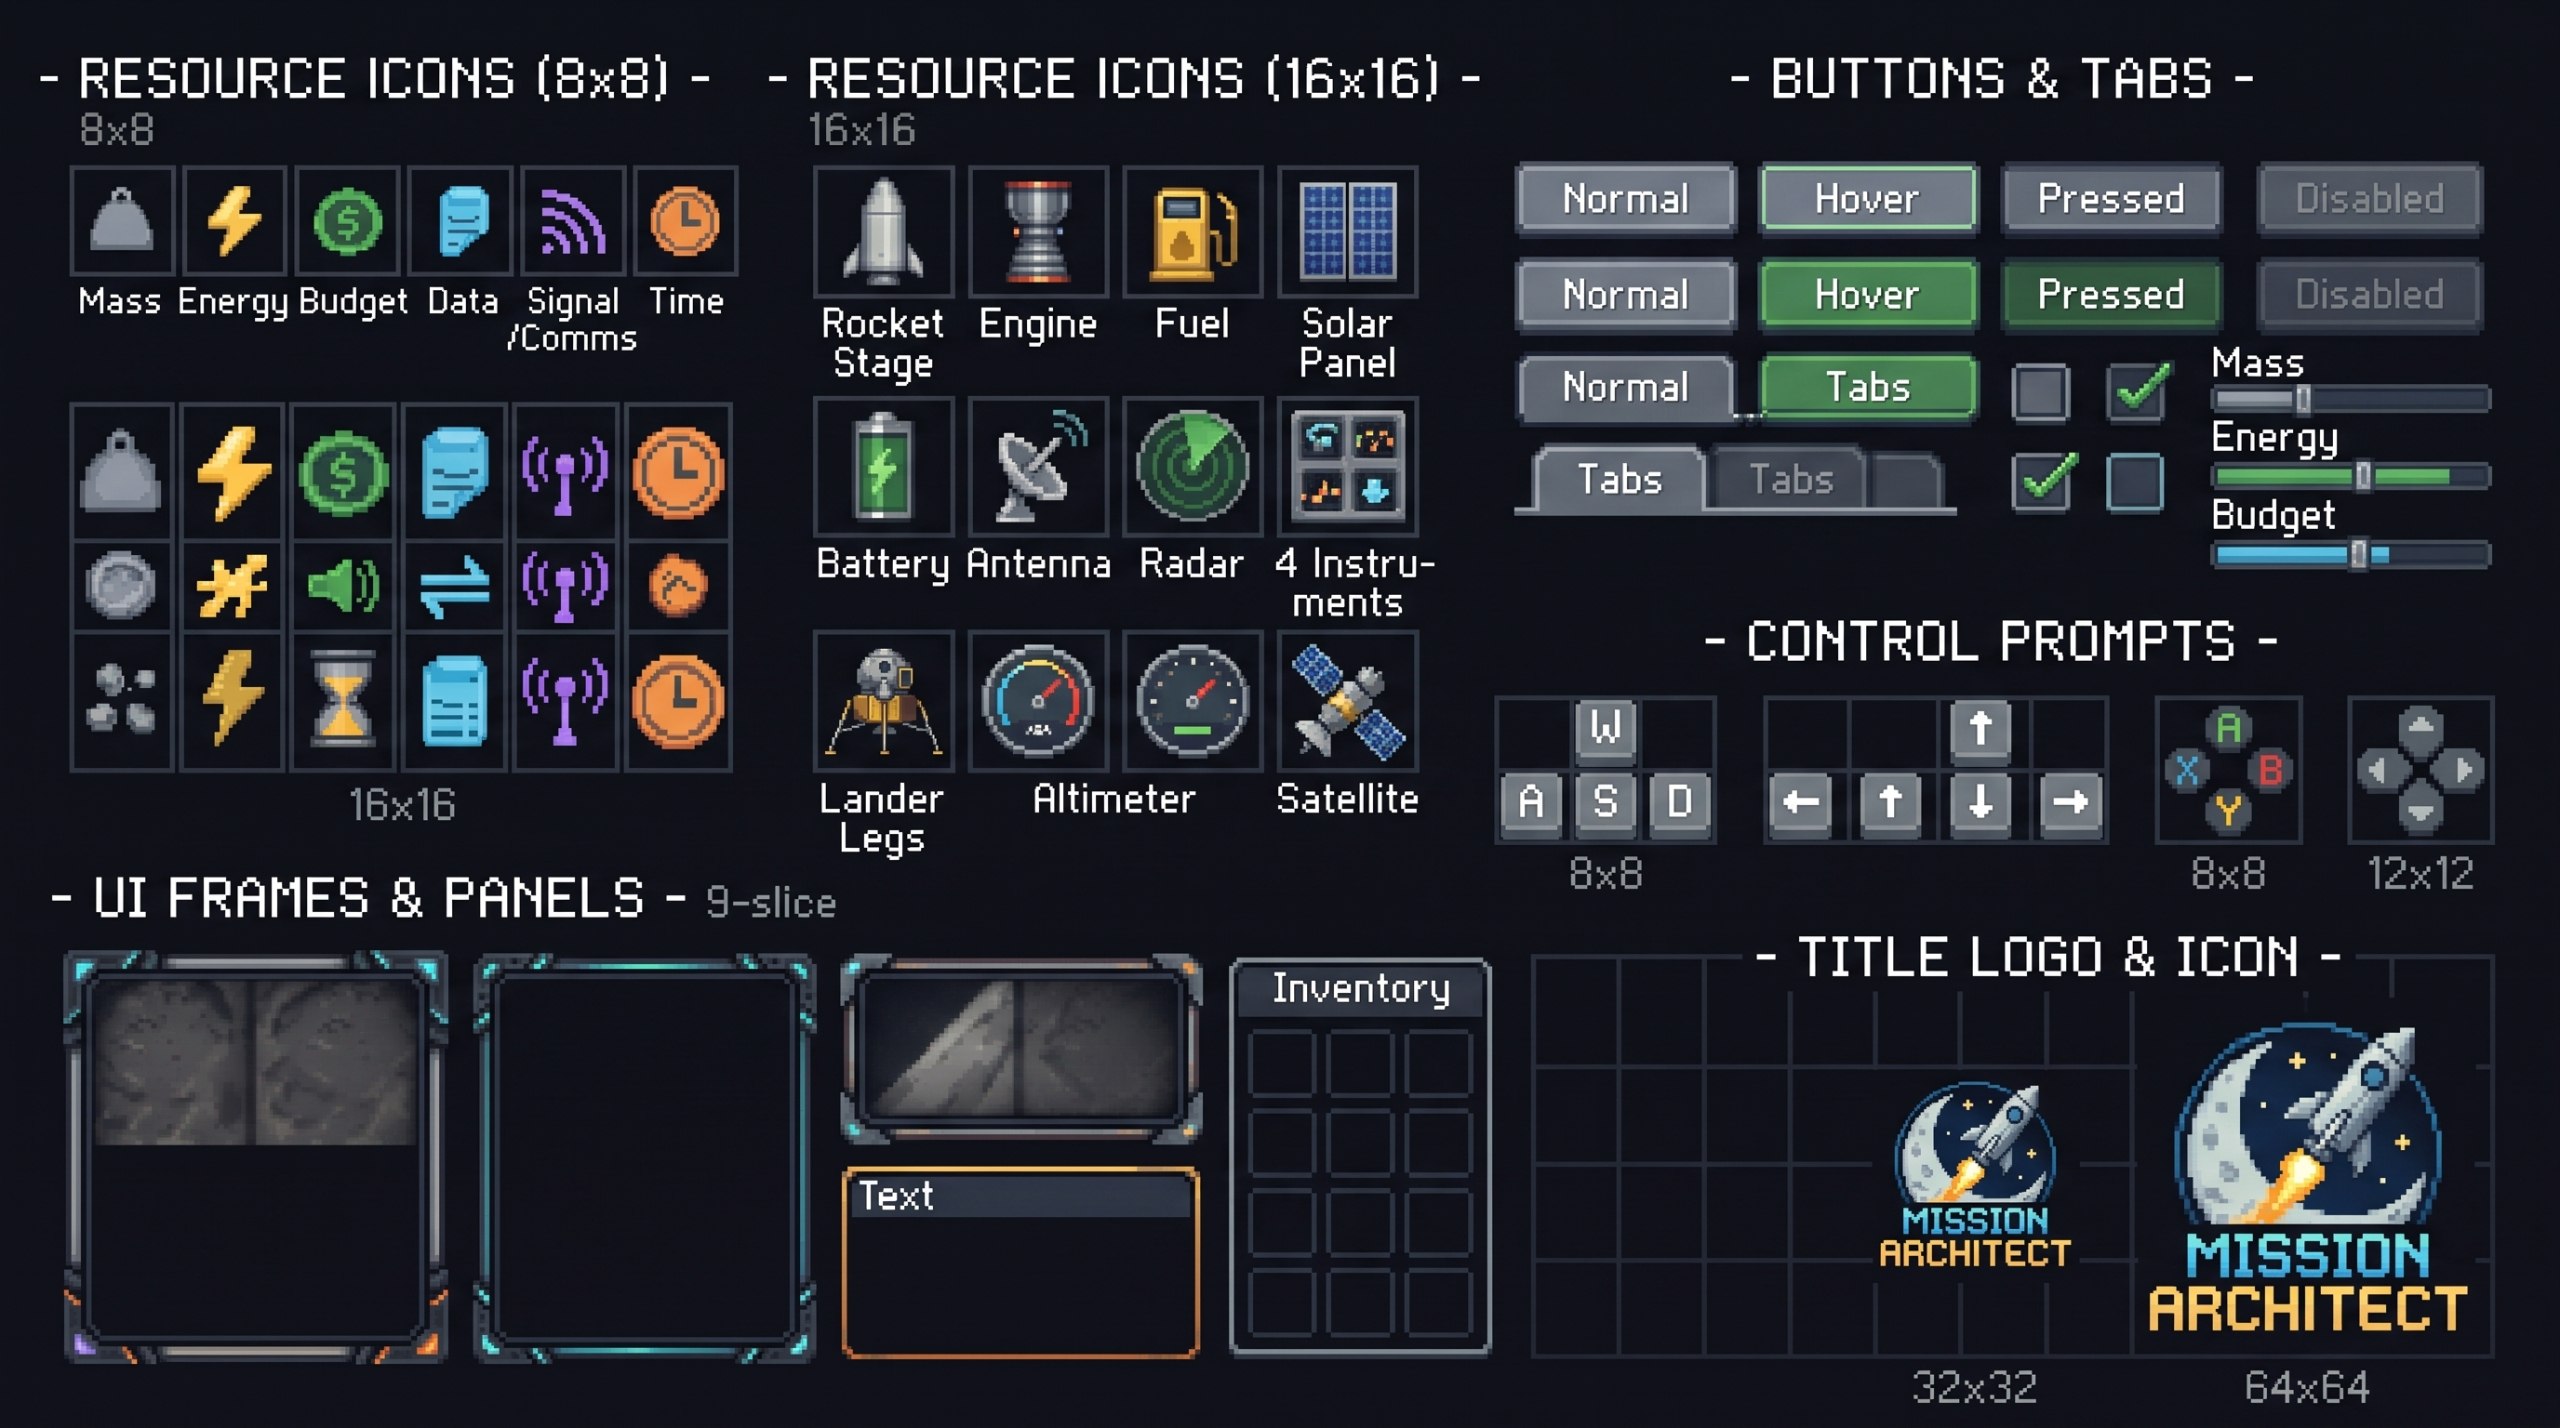 - RESOURCE ICONS (8x8) -
8x8
Mass
Energy
Budget
Data
Signal
/Comms
Time
16x16
- RESOURCE ICONS (16x16) -
16x16
Rocket
Stage
Engine
Fuel
Solar
Panel
Battery
Antenna
Radar
4 Instru-
ments
Lander
Legs
Altimeter
Satellite
- BUTTONS & TABS -
Normal
Hover
Pressed
Disabled
Normal
Hover
Pressed
Disabled
Normal
Tabs
Tabs
Tabs
Mass
Energy
Budget
- CONTROL PROMPTS -
W
A S D
8x8
A
X B
Y
8x8
12x12
- UI FRAMES & PANELS - 9-slice
Text
Inventory
- TITLE LOGO & ICON -
MISSION
ARCHITECT
32x32
MISSION
ARCHITECT
64x64